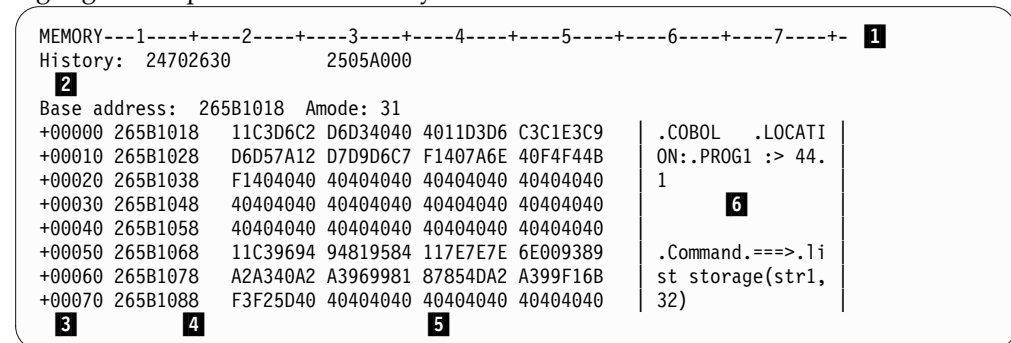 MEMORY---1----+----2----+----3----+----4----+----5----+----6----+----7----+- 1
History: 24702630 2505A000
2
Base address: 265B1018 Amode: 31
+00000 265B1018 11C3D6C2 D6D34040 4011D3D6 C3C1E3C9 | .COBOL .LOCATI |
+00010 265B1028 D6D57A12 D7D9D6C7 F1407A6E 40F4F44B | ON:.PROG1 :> 44. |
+00020 265B1038 F1404040 40404040 40404040 40404040 | 1 |
+00030 265B1048 40404040 40404040 40404040 40404040 | 6 |
+00040 265B1058 40404040 40404040 40404040 40404040 | |
+00050 265B1068 11C39694 94819584 117E7E7E 6E009389 | .Command.===>.li |
+00060 265B1078 A2A340A2 A3969981 87854DA2 A399F16B | st storage(str1, |
+00070 265B1088 F3F25D40 40404040 40404040 40404040 | 32) |
3 4 5